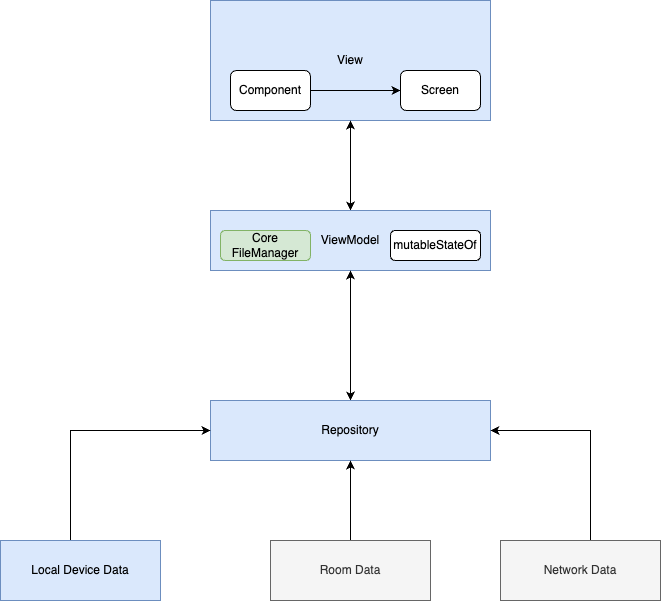 View
Component
Screen
Core
FileManager
ViewModel
mutableStateOf
Repository
Local Device Data
Room Data
Network Data